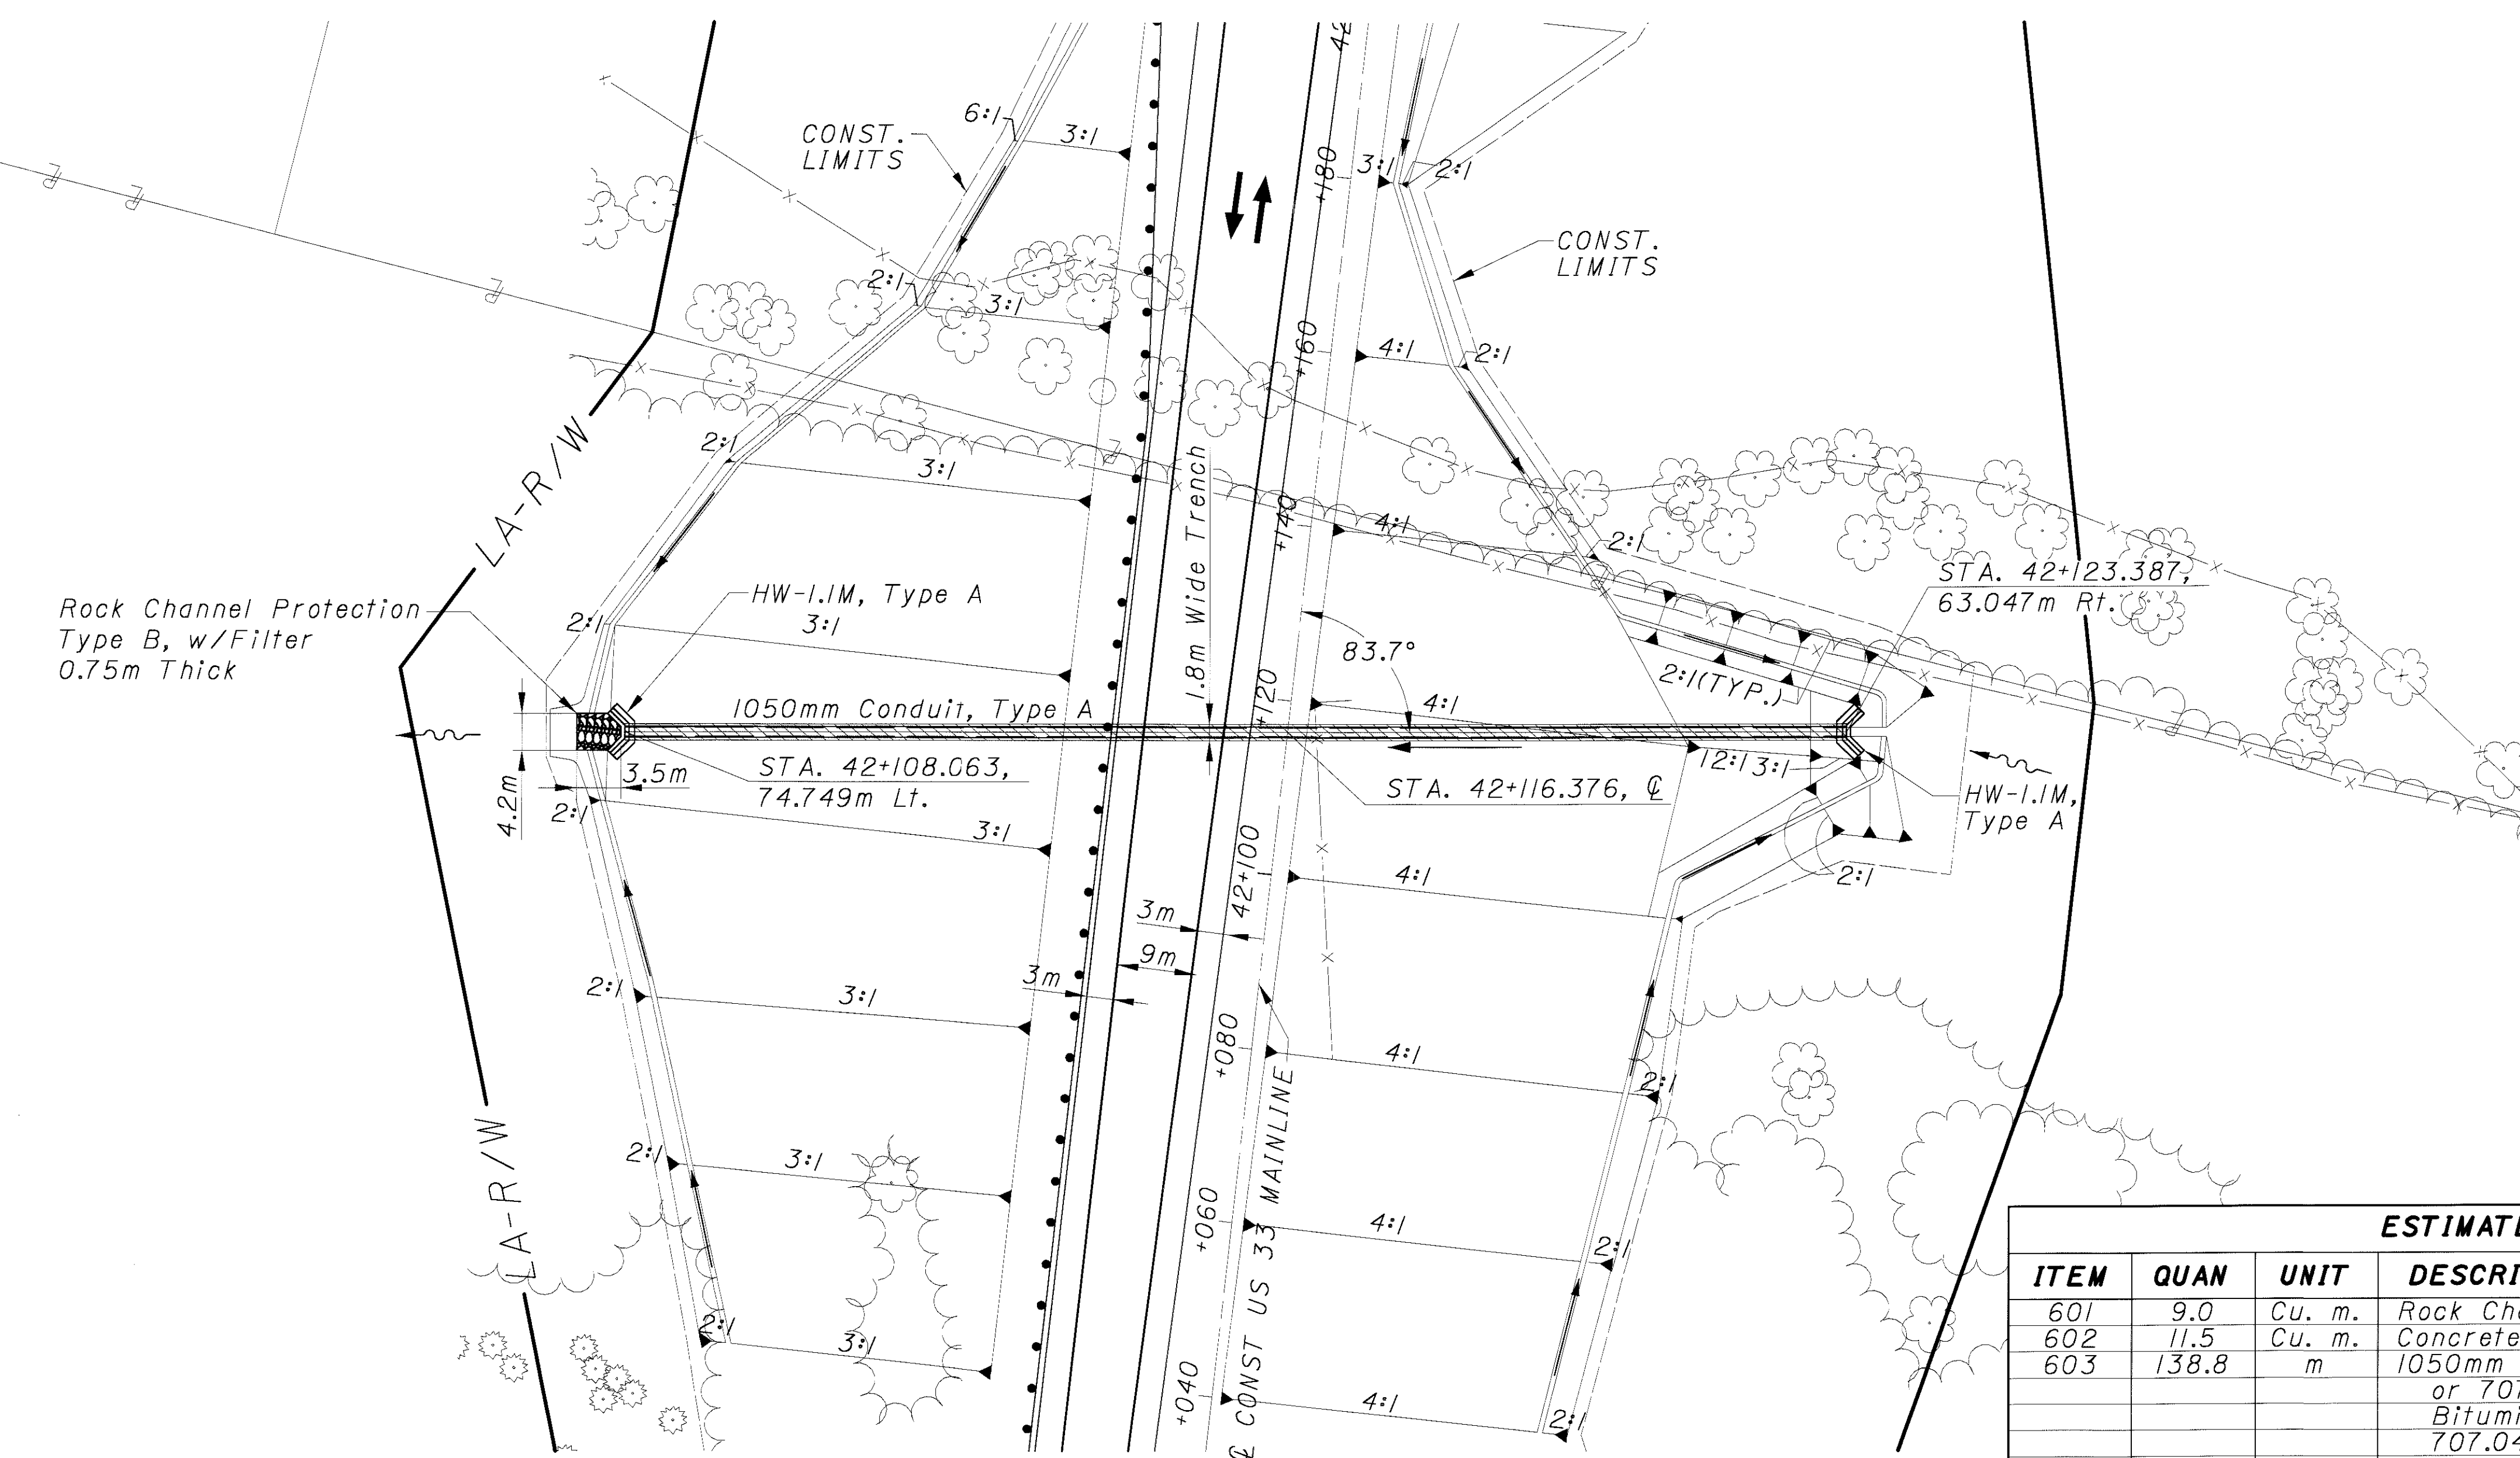 42
6:1
3:1
CONST.
LIMITS
+180
3:1
2:1
CONST.
LIMITS
2:1
3:1
+160
4:1
2:1
LA-R/W
2:1
3:1
1.8m Wide Trench
+140
4:1
2:1
STA. 42+123.387,
63.047m Rt.
Rock Channel Protection
Type B, w/Filter
0.75m Thick
HW-1.1M, Type A
2:1
3:1
83.7°
2:1(TYP.)
+120
4:1
1050mm Conduit, Type A
4.2m
3.5m
STA. 42+108.063,
74.749m Lt.
STA. 42+116.376, ℄
12:1
3:1
HW-1.1M,
Type A
2:1
3:1
42+100
4:1
2:1
3m
9m
3m
2:1
3:1
+080
4:1
2:1
LA-R/W
2:1
3:1
+060
4:1
2:1
℄ CONST US 33 MAINLINE
2:1
3:1
+040
4:1
2:1
ESTIMATE
ITEM QUAN UNIT DESCRI
601 9.0 Cu. m. Rock Cha
602 11.5 Cu. m. Concrete
603 138.8 m 1050mm
or 707
Bitumi
707.04